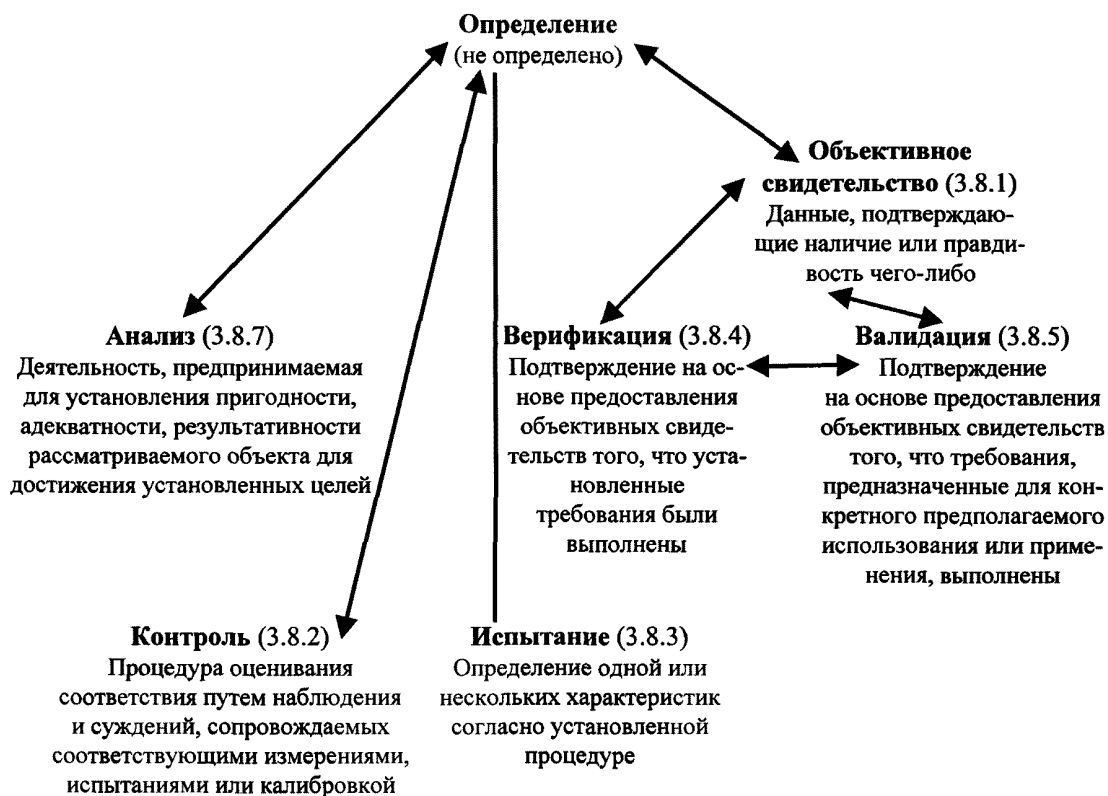 Определение
(не определено)
Объективное
свидетельство (3.8.1)
Данные, подтверждаю-
щие наличие или правди-
вость чего-либо
Анализ (3.8.7)
Деятельность, предпринимаемая
для установления пригодности,
адекватности, результативности
рассматриваемого объекта для
достижения установленных целей
Верификация (3.8.4)
Подтверждение на ос-
нове предоставления
объективных свиде-
тельств того, что уста-
новленные
требования были
выполнены
Валидация (3.8.5)
Подтверждение
на основе предоставления
объективных свидетельств
того, что требования,
предназначенные для кон-
кретного предполагаемого
использования или приме-
нения, выполнены
Контроль (3.8.2)
Процедура оценивания
соответствия путем наблюдения
и суждений, сопровождаемых
соответствующими измерениями,
испытаниями или калибровкой
Испытание (3.8.3)
Определение одной или
нескольких характеристик
согласно установленной
процедуре